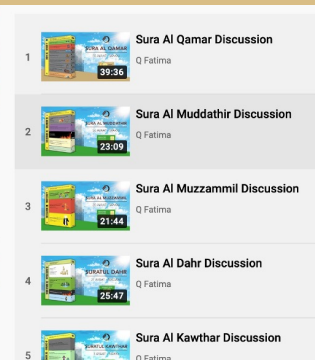 1
SURA AL QAMAR
39:36
Sura Al Qamar Discussion
Q Fatima
2
23:09
Sura Al Muddathir Discussion
Q Fatima
3
21:44
Sura Al Muzzammil Discussion
Q Fatima
4
SURATUL DAHR
25:47
Sura Al Dahr Discussion
Q Fatima
5
SURATUL KAWTHAR
Sura Al Kawthar Discussion
Q Fatima